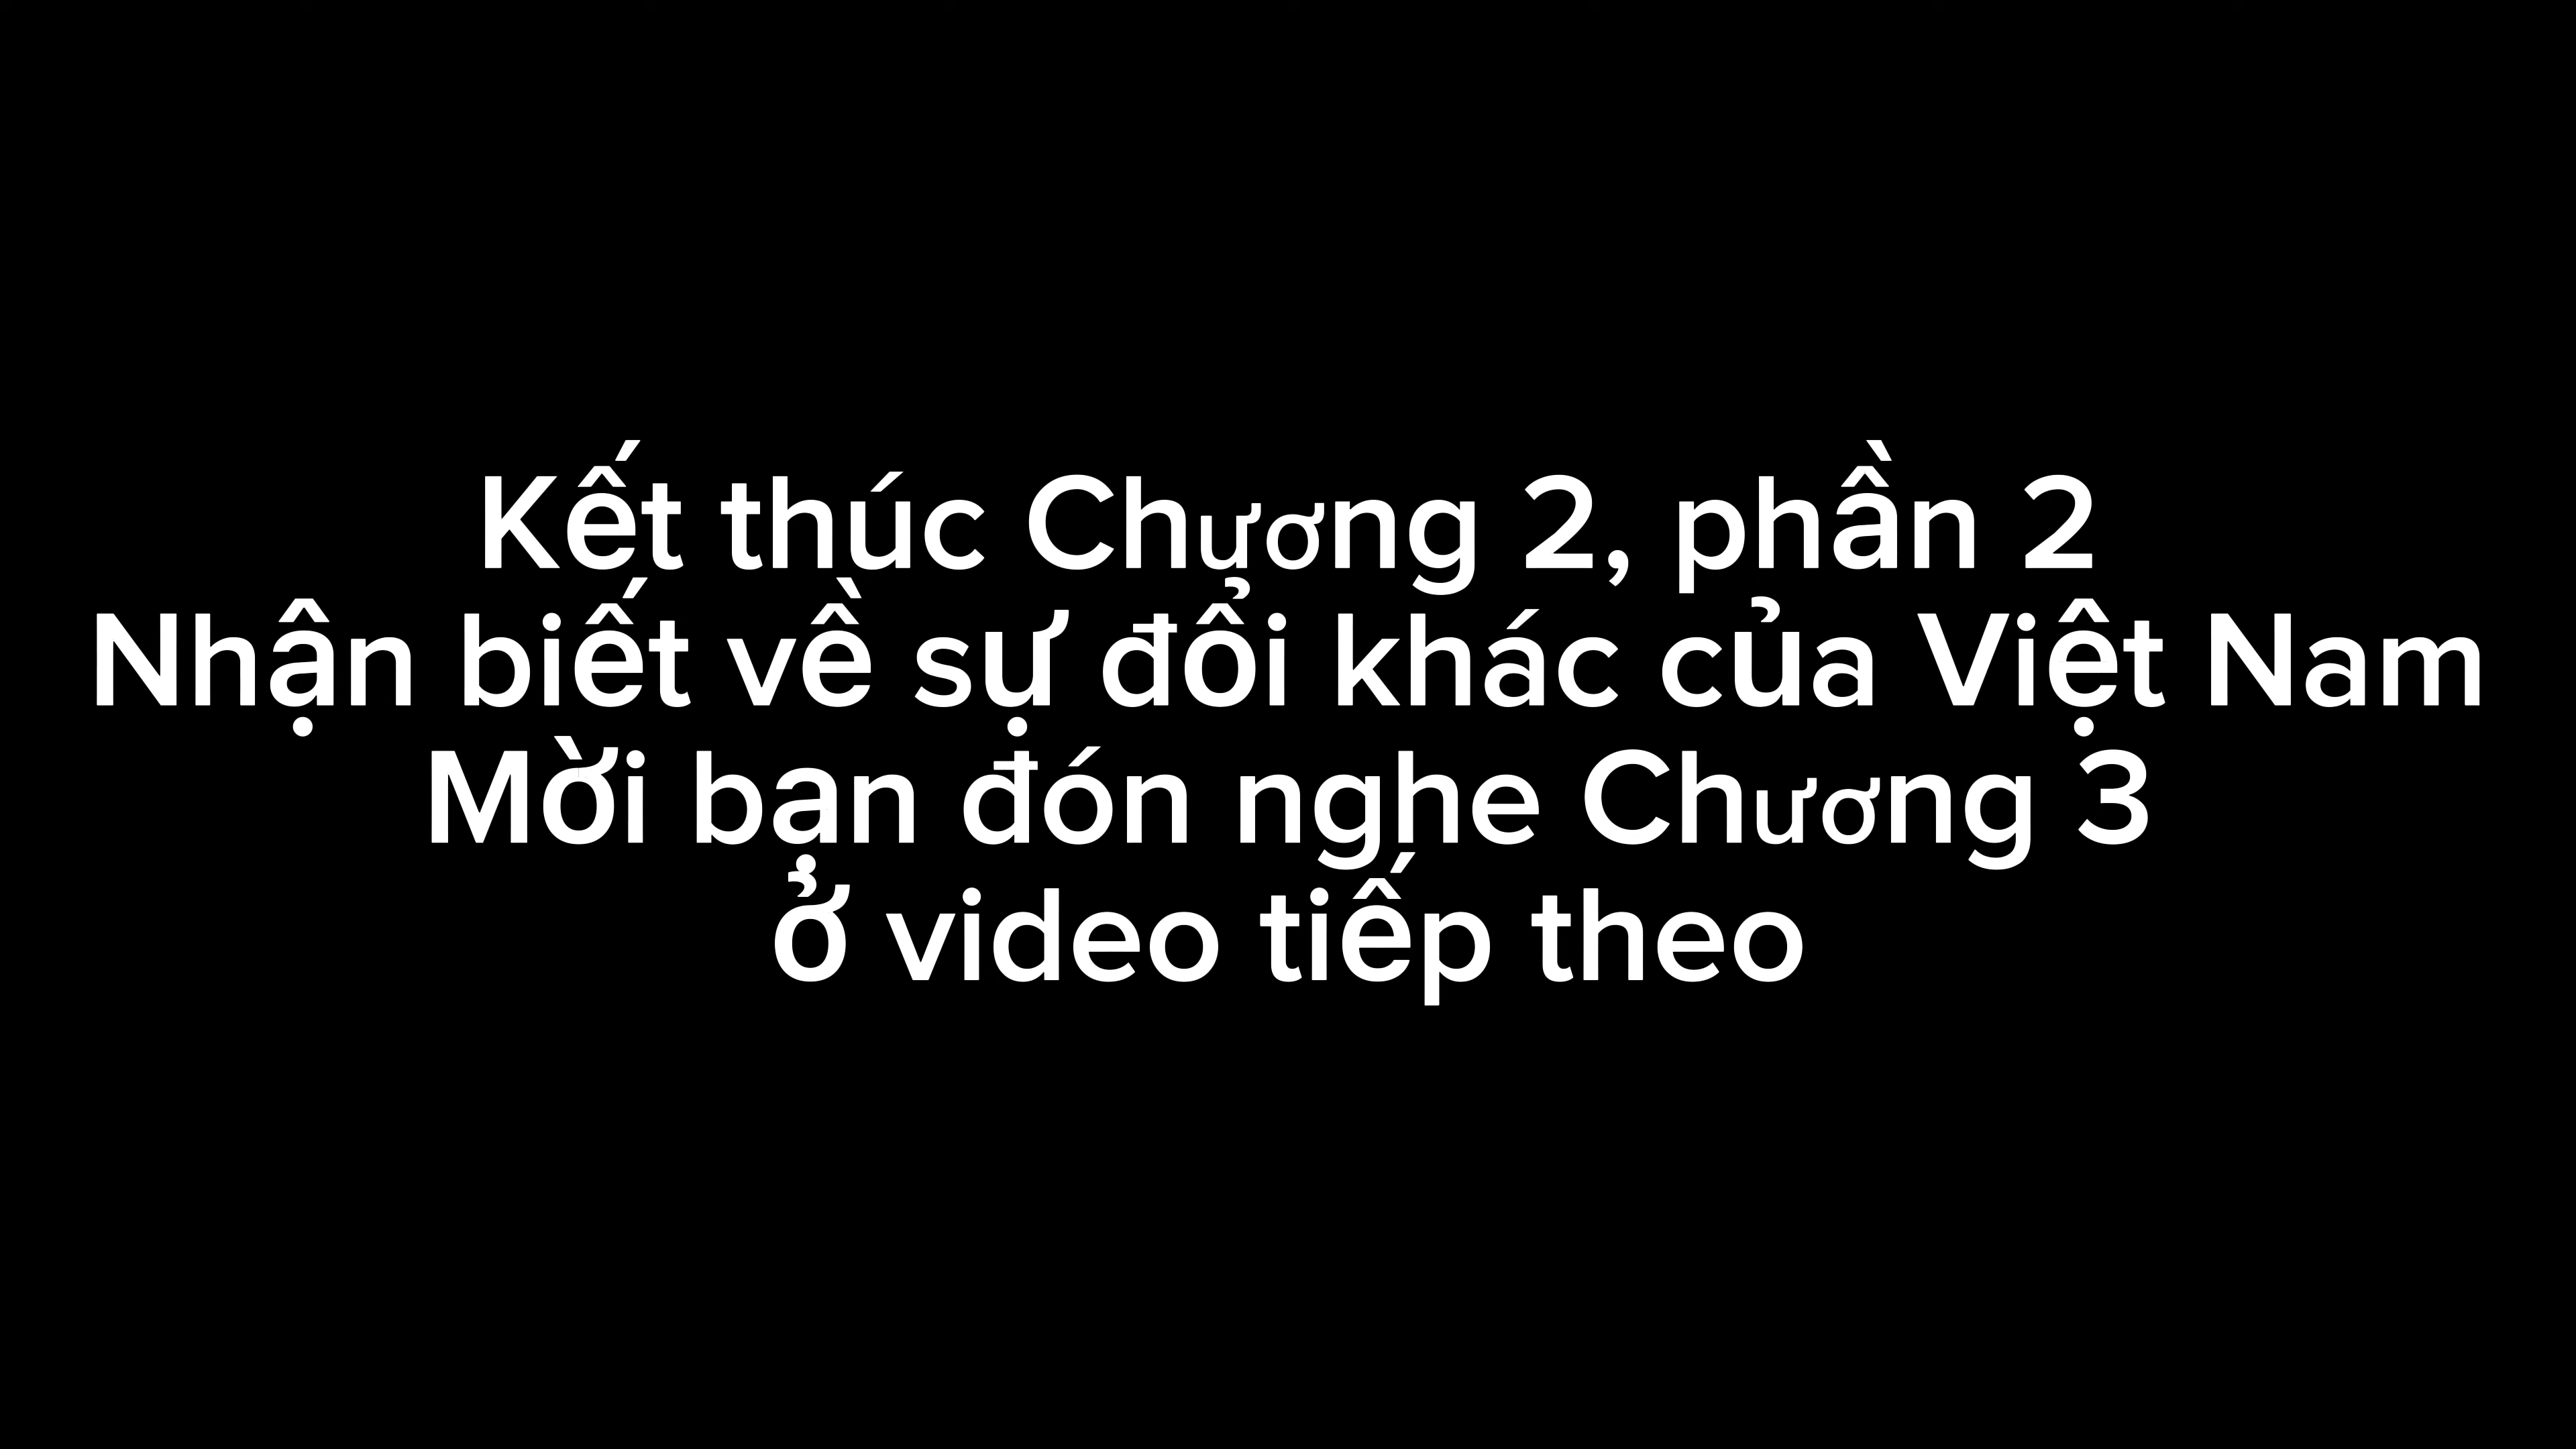 Kết thúc Chương 2, phần 2
Nhận biết về sự đổi khác của Việt Nam
Mời bạn đón nghe Chương 3
ở video tiếp theo